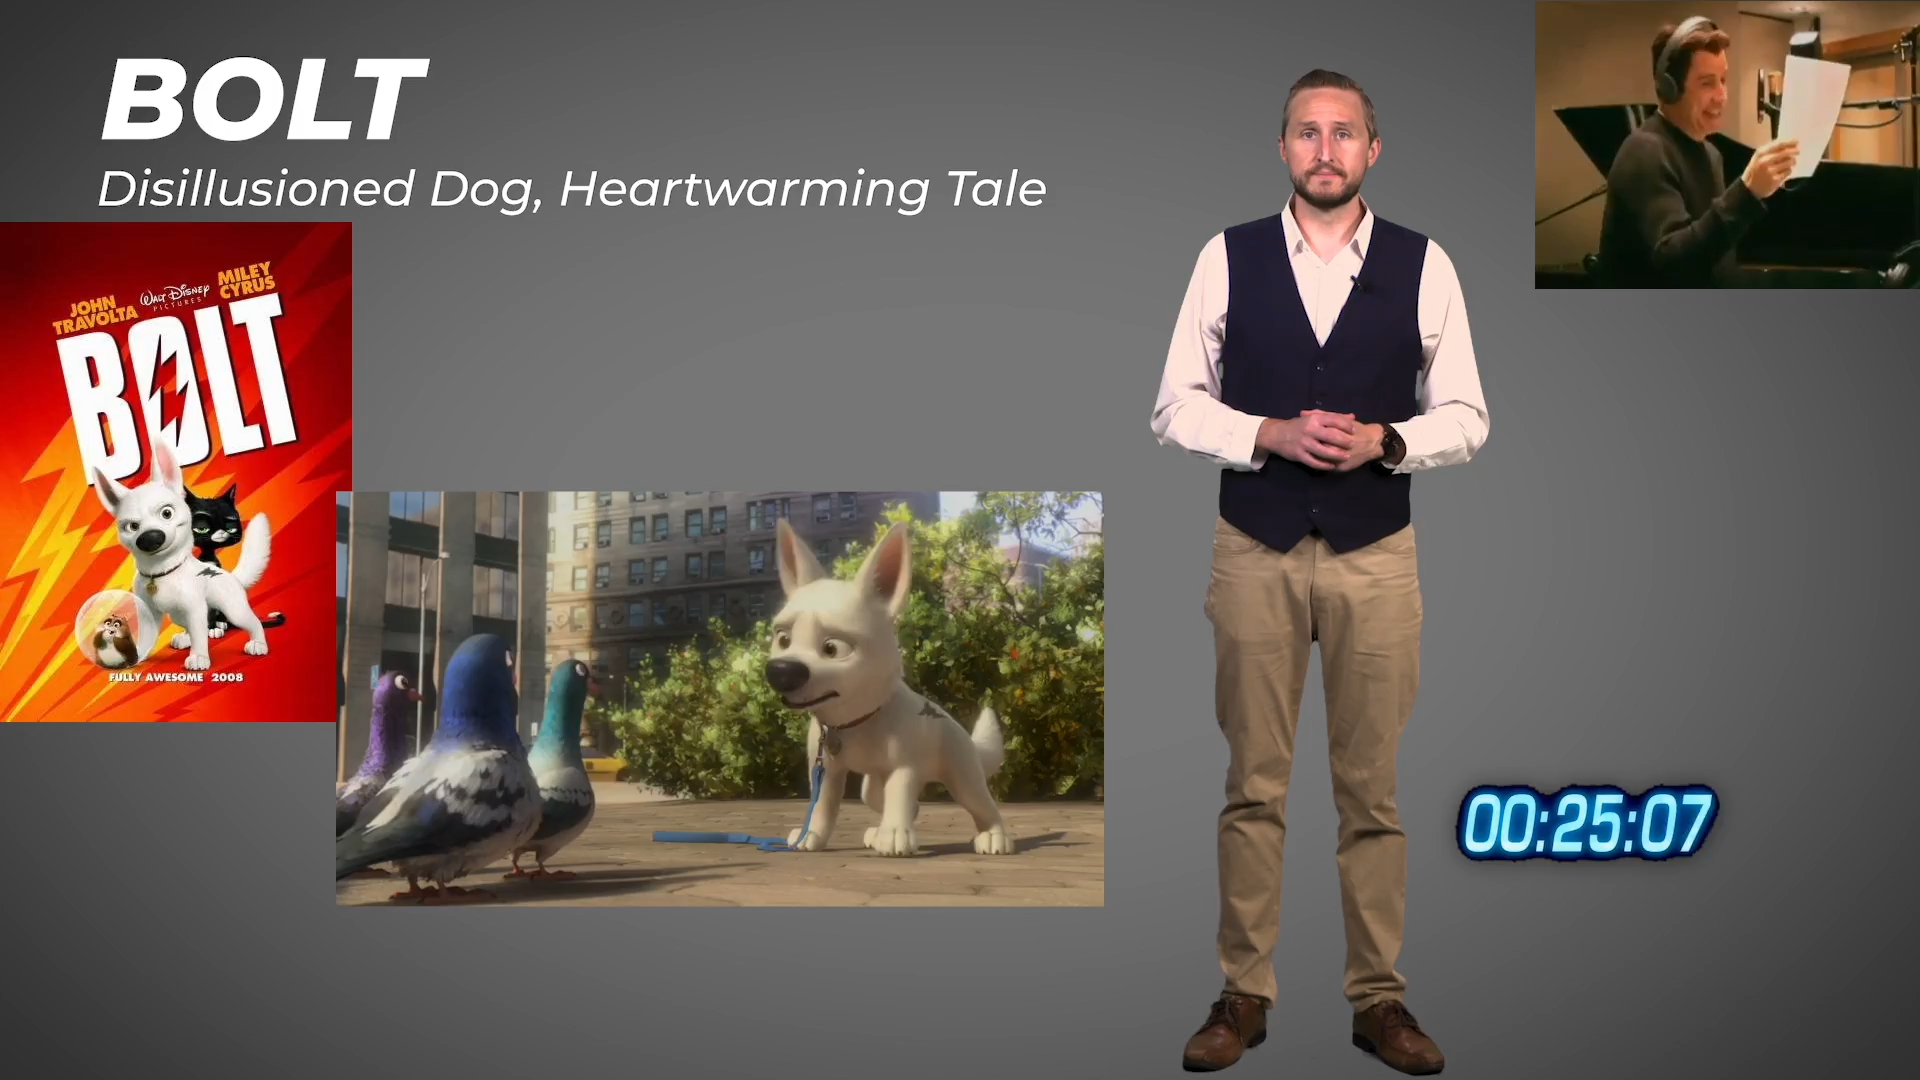 BOLT
Disillusioned Dog, Heartwarming Tale
JOHN TRAVOLTA
WALT DISNEY PICTURES
MILEY CYRUS
BOLT
FULLY AWESOME 2008
00:25:07